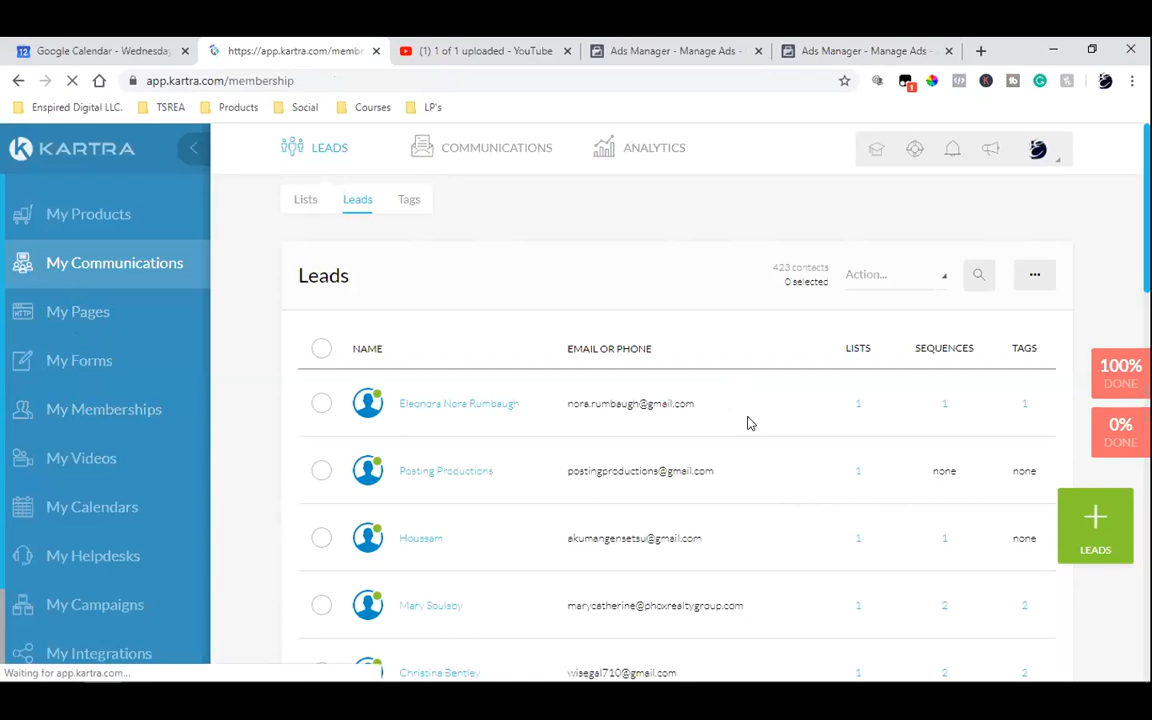 Google Calendar - Wednesday
https://app.kartra.com/membe
(1) 1 of 1 uploaded - YouTube
Ads Manager - Manage Ads -
Ads Manager - Manage Ads -
app.kartra.com/membership
Enspired Digital LLC.
TSREA
Products
Social
Courses
LP's
KARTRA
LEADS
COMMUNICATIONS
ANALYTICS
My Products
My Communications
My Pages
My Forms
My Memberships
My Videos
My Calendars
My Helpdesks
My Campaigns
My Integrations
Lists
Leads
Tags
Leads
423 contacts
0 selected
Action...
NAME
EMAIL OR PHONE
LISTS
SEQUENCES
TAGS
Eleonora Nora Rumbaugh
nora.rumbaugh@gmail.com
1
1
1
Posting Productions
postingproductions@gmail.com
1
none
none
Houssam
akumangensetsu@gmail.com
1
1
none
Mary Soulsby
marycatherine@phoxrealtygroup.com
1
2
2
Christina Bentley
wisegal710@gmail.com
1
2
2
100%
DONE
0%
DONE
LEADS
Waiting for app.kartra.com...